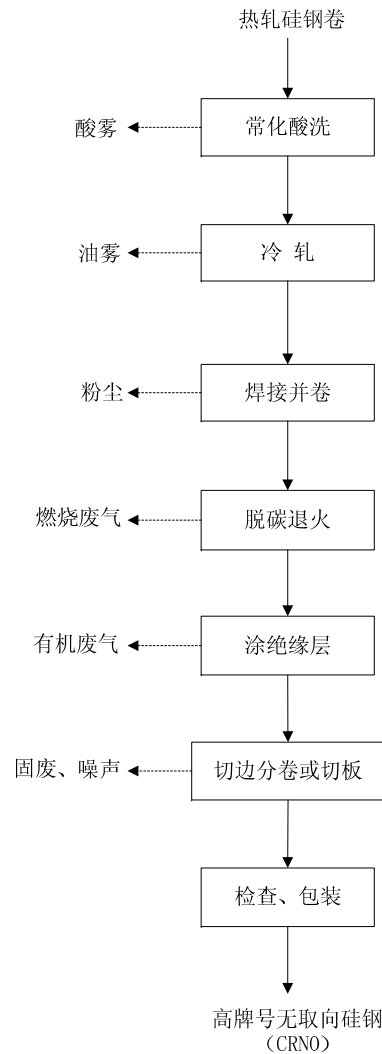 热轧硅钢卷
酸雾
常化酸洗
油雾
冷 轧
粉尘
焊接并卷
燃烧废气
脱碳退火
有机废气
涂绝缘层
固废、噪声
切边分卷或切板
检查、包装
高牌号无取向硅钢
（CRNO）